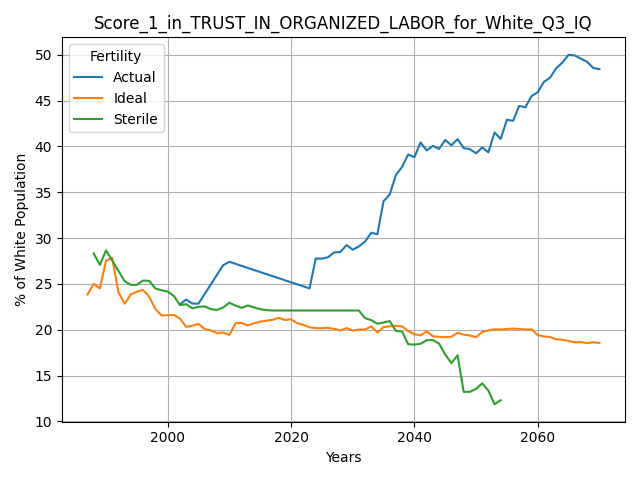 Score_1_in_TRUST_IN_ORGANIZED_LABOR_for_White_Q3_IQ
Fertility
Actual
Ideal
Sterile
% of White Population
50
45
40
35
30
25
20
15
10
2000
2020
2040
2060
Years